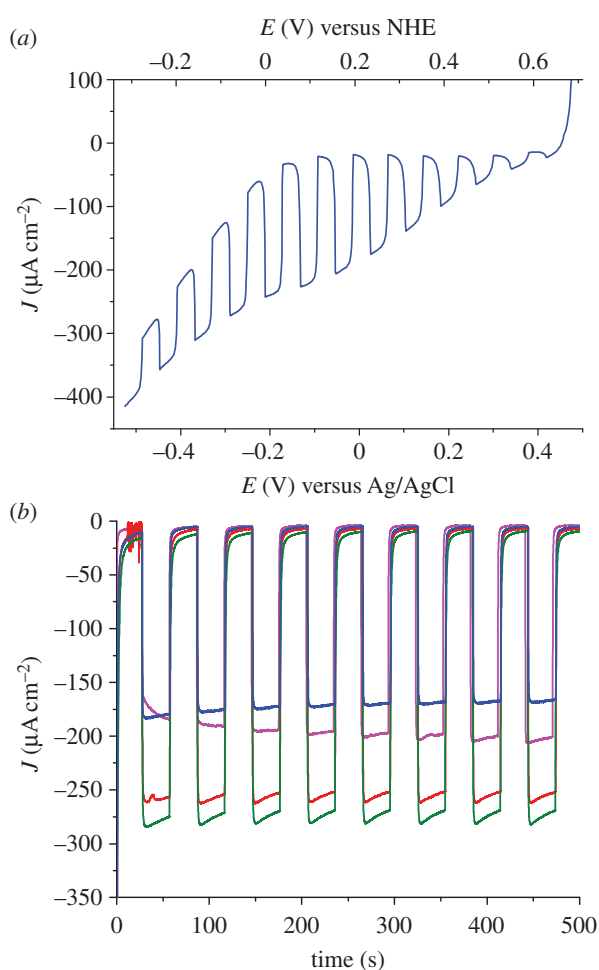 (a)
E (V) versus NHE
−0.2 0 0.2 0.4 0.6
100
0
−100
−200
−300
−400
J (µA cm⁻²)
−0.4 −0.2 0 0.2 0.4
E (V) versus Ag/AgCl
(b)
0
−50
−100
−150
−200
−250
−300
−350
J (µA cm⁻²)
0 100 200 300 400 500
time (s)